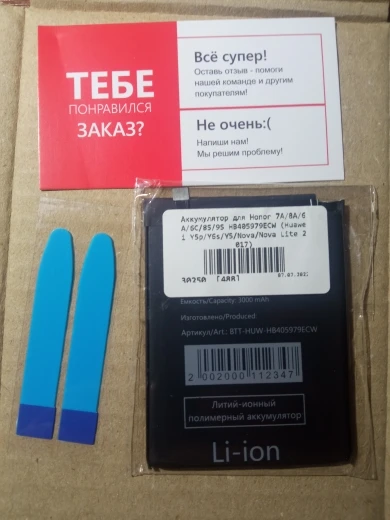 ТЕБЕ
ПОНРАВИЛСЯ
ЗАКАЗ?
Всё супер!
Оставь отзыв - помоги
нашей команде и другим
покупателям!
Не очень:(
Напиши нам!
Мы решим проблему!
Аккумулятор для Honor 7A/8A/6
A/6C/8S/9S HB405979ECW (Huawe
i Y5p/Y6s/Y5/Nova/Nova Lite 2
017)
30250 [488] 07.07.202
Емкость/Capacity: 3000 mAh
Изготовлено/Produced:
Артикул/Art.: BTT-HUW-HB405979ECW
2 002000 112347
Литий-ионный
полимерный аккумулятор
Li-ion